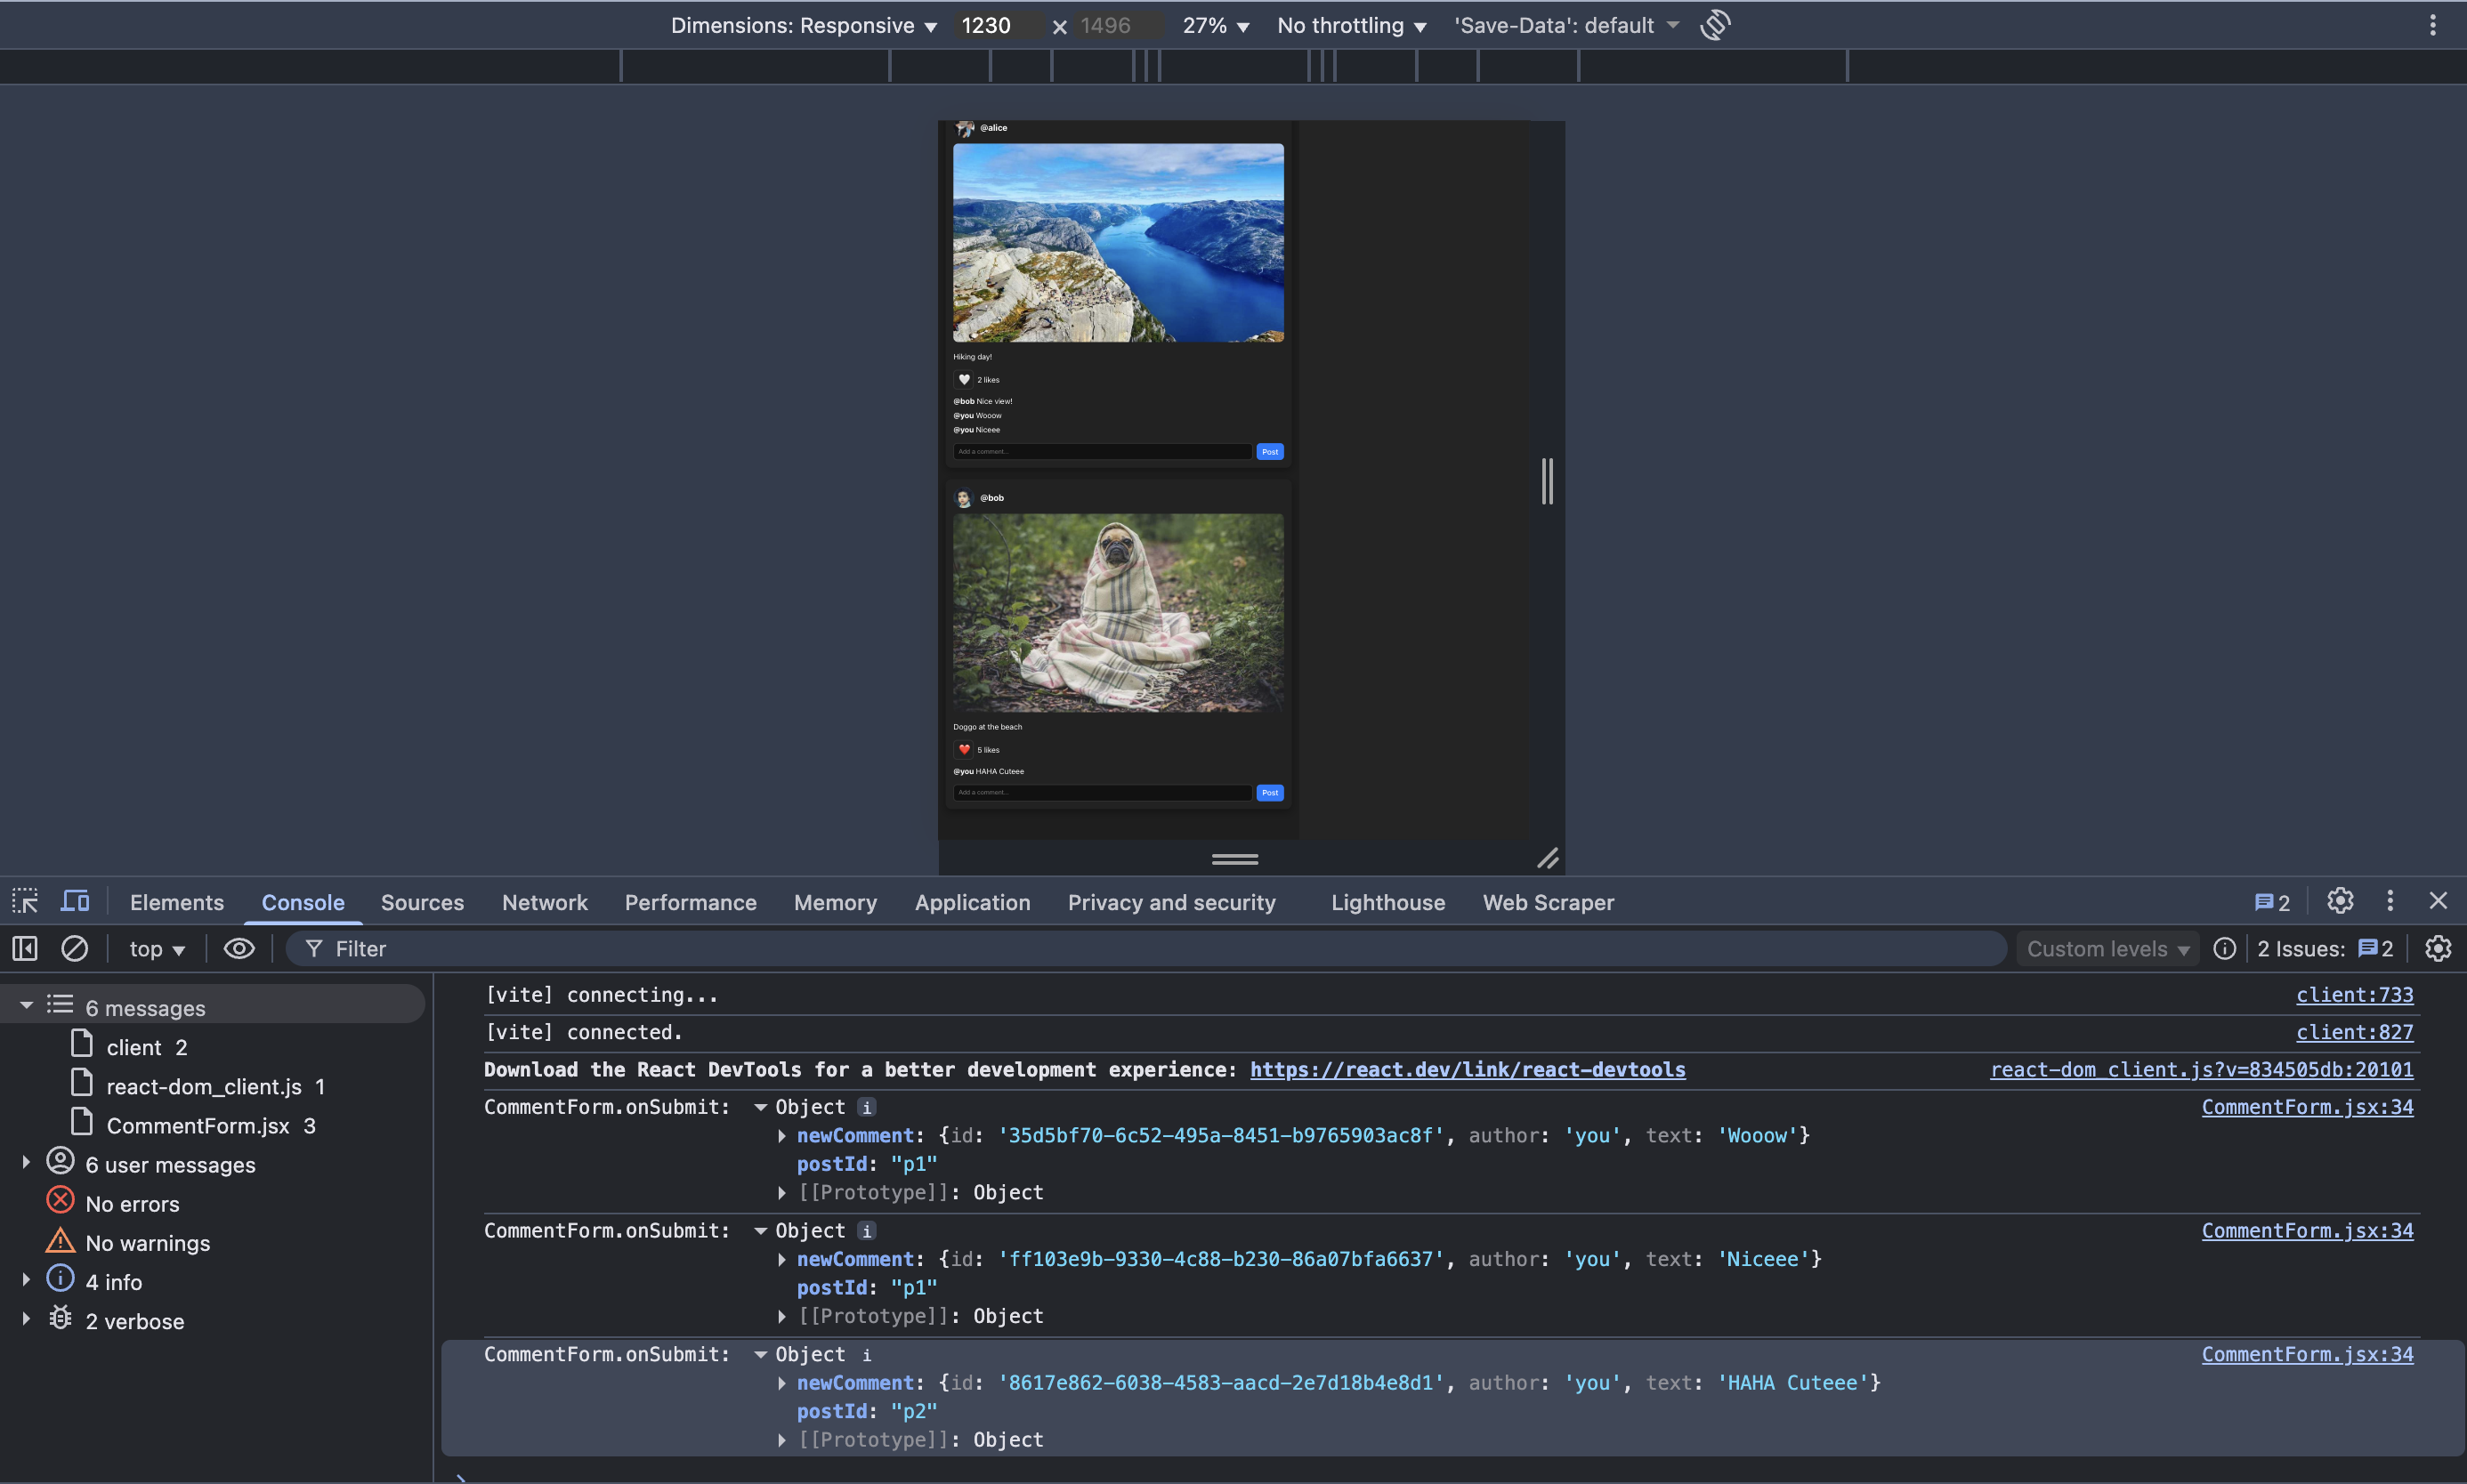 Dimensions: Responsive ▼ 1230 × 1496 27% ▼ No throttling ▼ 'Save-Data': default ▼
@alice
Hiking day!
2 likes
@bob Nice view!
@you Wooow
@you Niceee
Add a comment... Post
@bob
Doggo at the beach
5 likes
@you HAHA Cuteee
Add a comment... Post
Elements Console Sources Network Performance Memory Application Privacy and security Lighthouse Web Scraper 2
top ▼ Filter Custom levels ▼ 2 Issues: 2
6 messages
client 2
react-dom_client.js 1
CommentForm.jsx 3
6 user messages
No errors
No warnings
4 info
2 verbose
[vite] connecting... client:733
[vite] connected. client:827
Download the React DevTools for a better development experience: https://react.dev/link/react-devtools react-dom_client.js?v=834505db:20101
CommentForm.onSubmit: ▼ Object i CommentForm.jsx:34
▶ newComment: {id: '35d5bf70-6c52-495a-8451-b9765903ac8f', author: 'you', text: 'Wooow'}
postId: "p1"
▶ [[Prototype]]: Object
CommentForm.onSubmit: ▼ Object i CommentForm.jsx:34
▶ newComment: {id: 'ff103e9b-9330-4c88-b230-86a07bfa6637', author: 'you', text: 'Niceee'}
postId: "p1"
▶ [[Prototype]]: Object
CommentForm.onSubmit: ▼ Object i CommentForm.jsx:34
▶ newComment: {id: '8617e862-6038-4583-aacd-2e7d18b4e8d1', author: 'you', text: 'HAHA Cuteee'}
postId: "p2"
▶ [[Prototype]]: Object